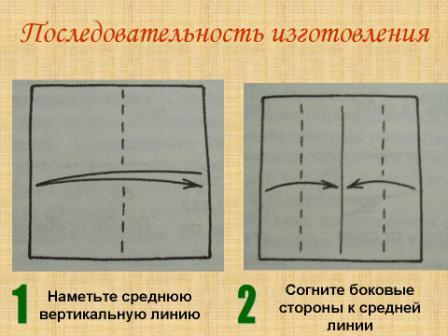 Последовательность изготовления
1 Наметьте среднюю
вертикальную линию
2 Согните боковые
стороны к средней
линии